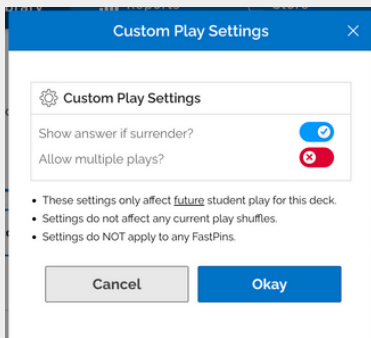 Reports
Store
Custom Play Settings
Custom Play Settings
Show answer if surrender?
Allow multiple plays?
• These settings only affect future student play for this deck.
• Settings do not affect any current play shuffles.
• Settings do NOT apply to any FastPins.
Cancel
Okay